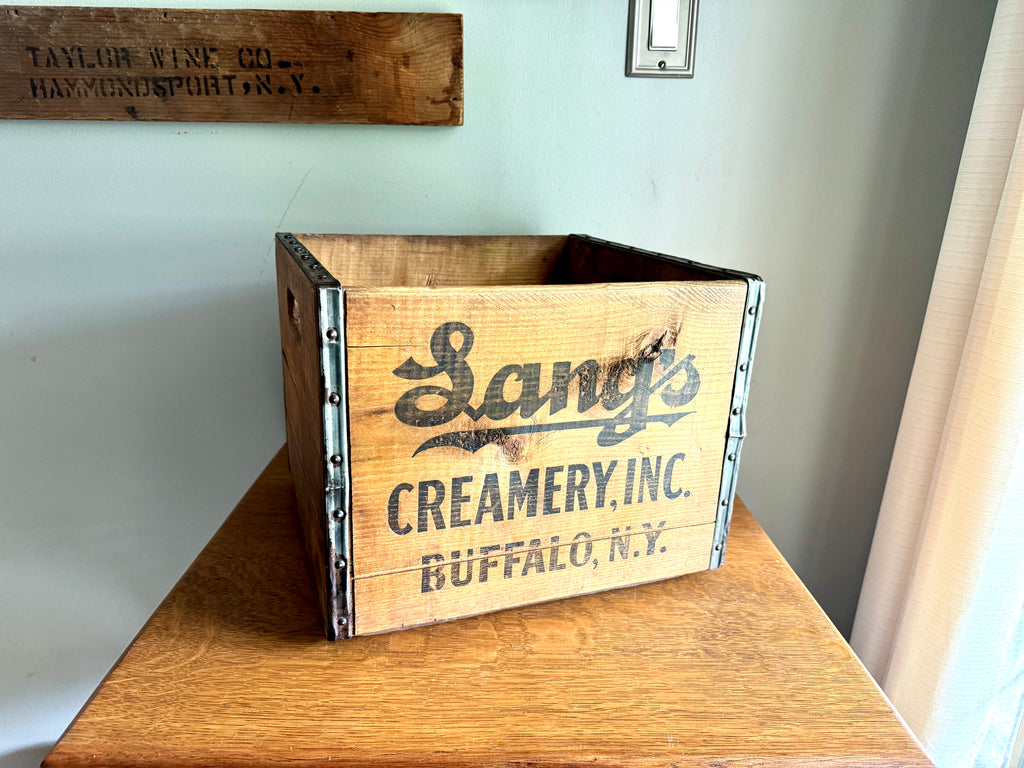 TAYLOR WINE CO.
HAMMONDSPORT, N.Y.
Lang's
CREAMERY, INC.
BUFFALO, N.Y.